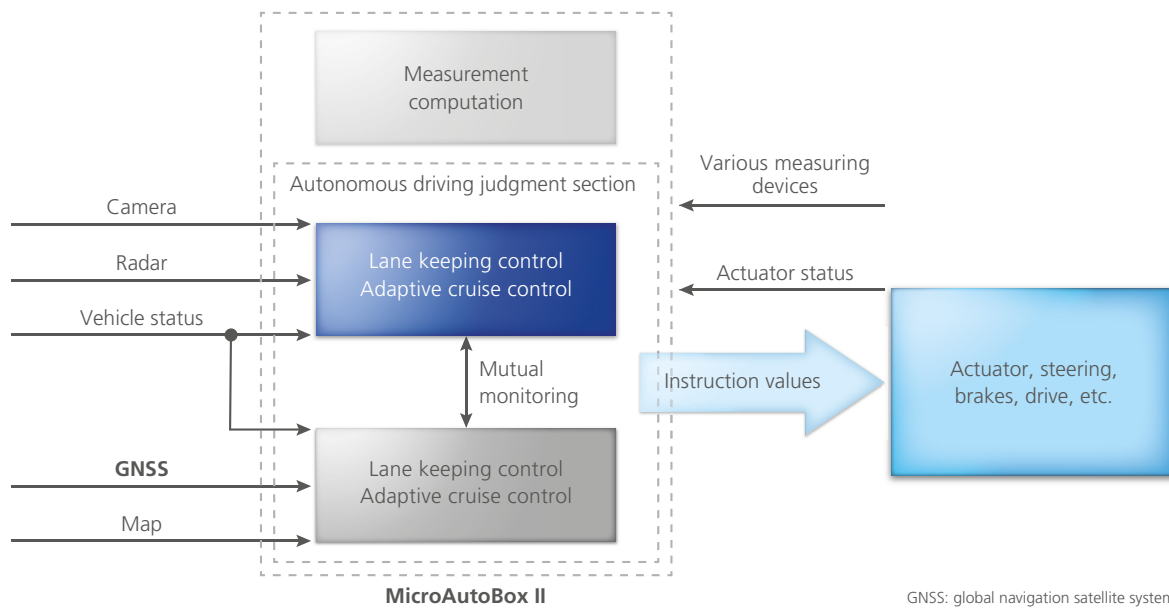 Measurement
computation
Autonomous driving judgment section
Camera
Radar
Vehicle status
Lane keeping control
Adaptive cruise control
Various measuring
devices
Actuator status
Mutual
monitoring
Instruction values
Actuator, steering,
brakes, drive, etc.
GNSS
Map
Lane keeping control
Adaptive cruise control
MicroAutoBox II
GNSS: global navigation satellite system